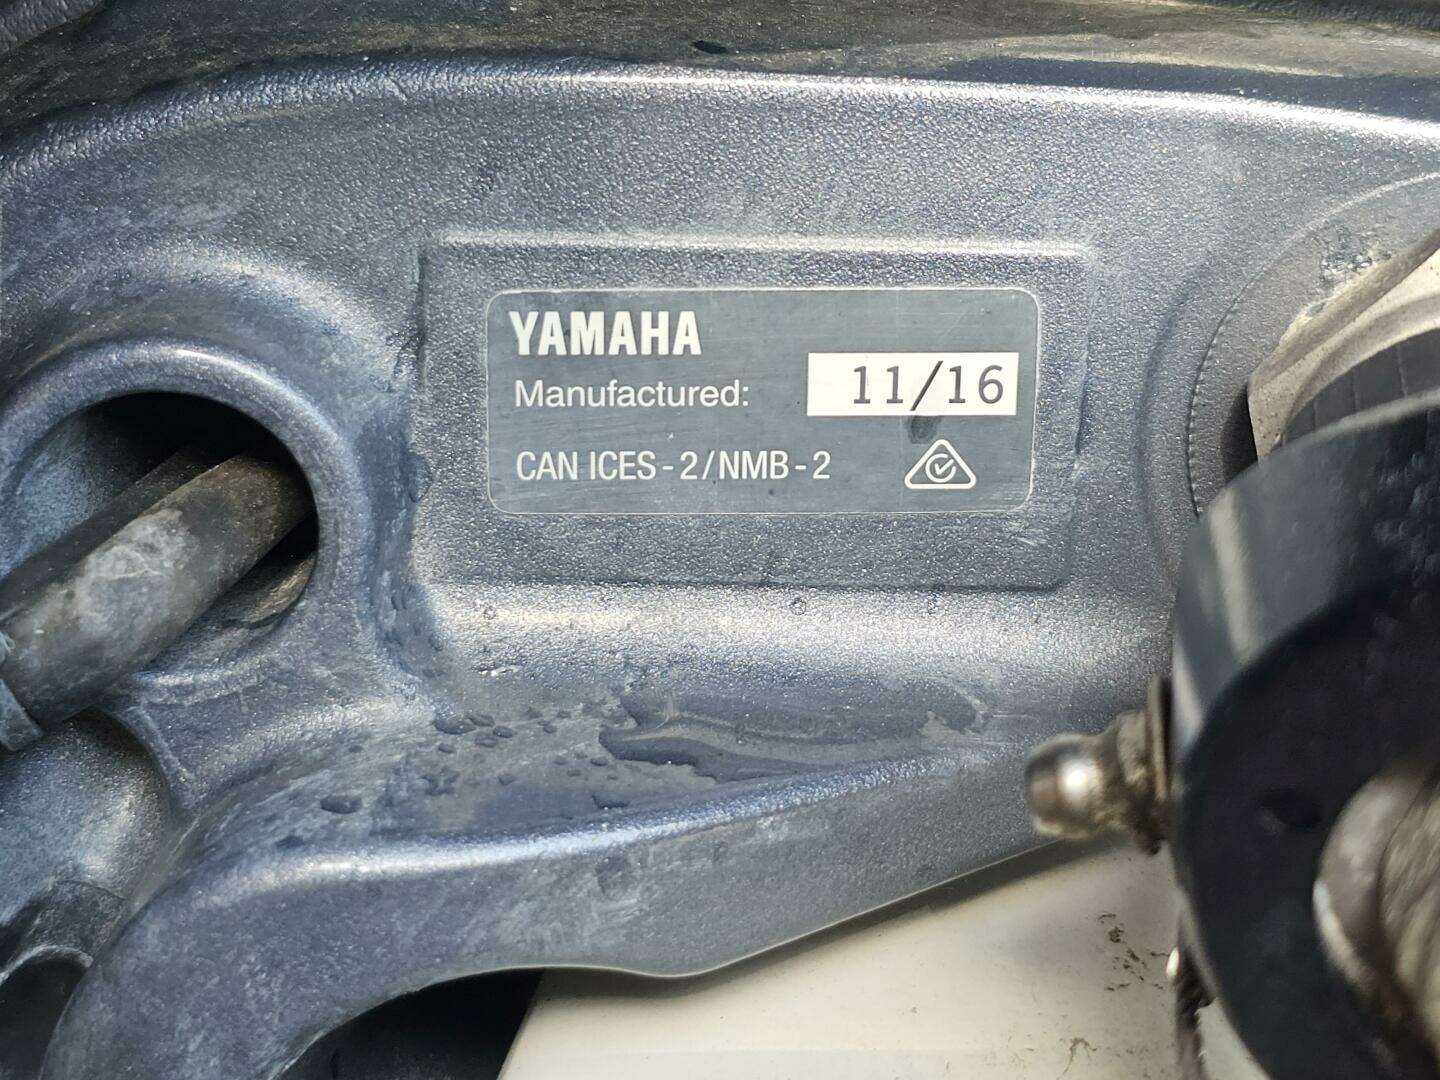 YAMAHA
Manufactured: 11/16
CAN ICES-2/NMB-2